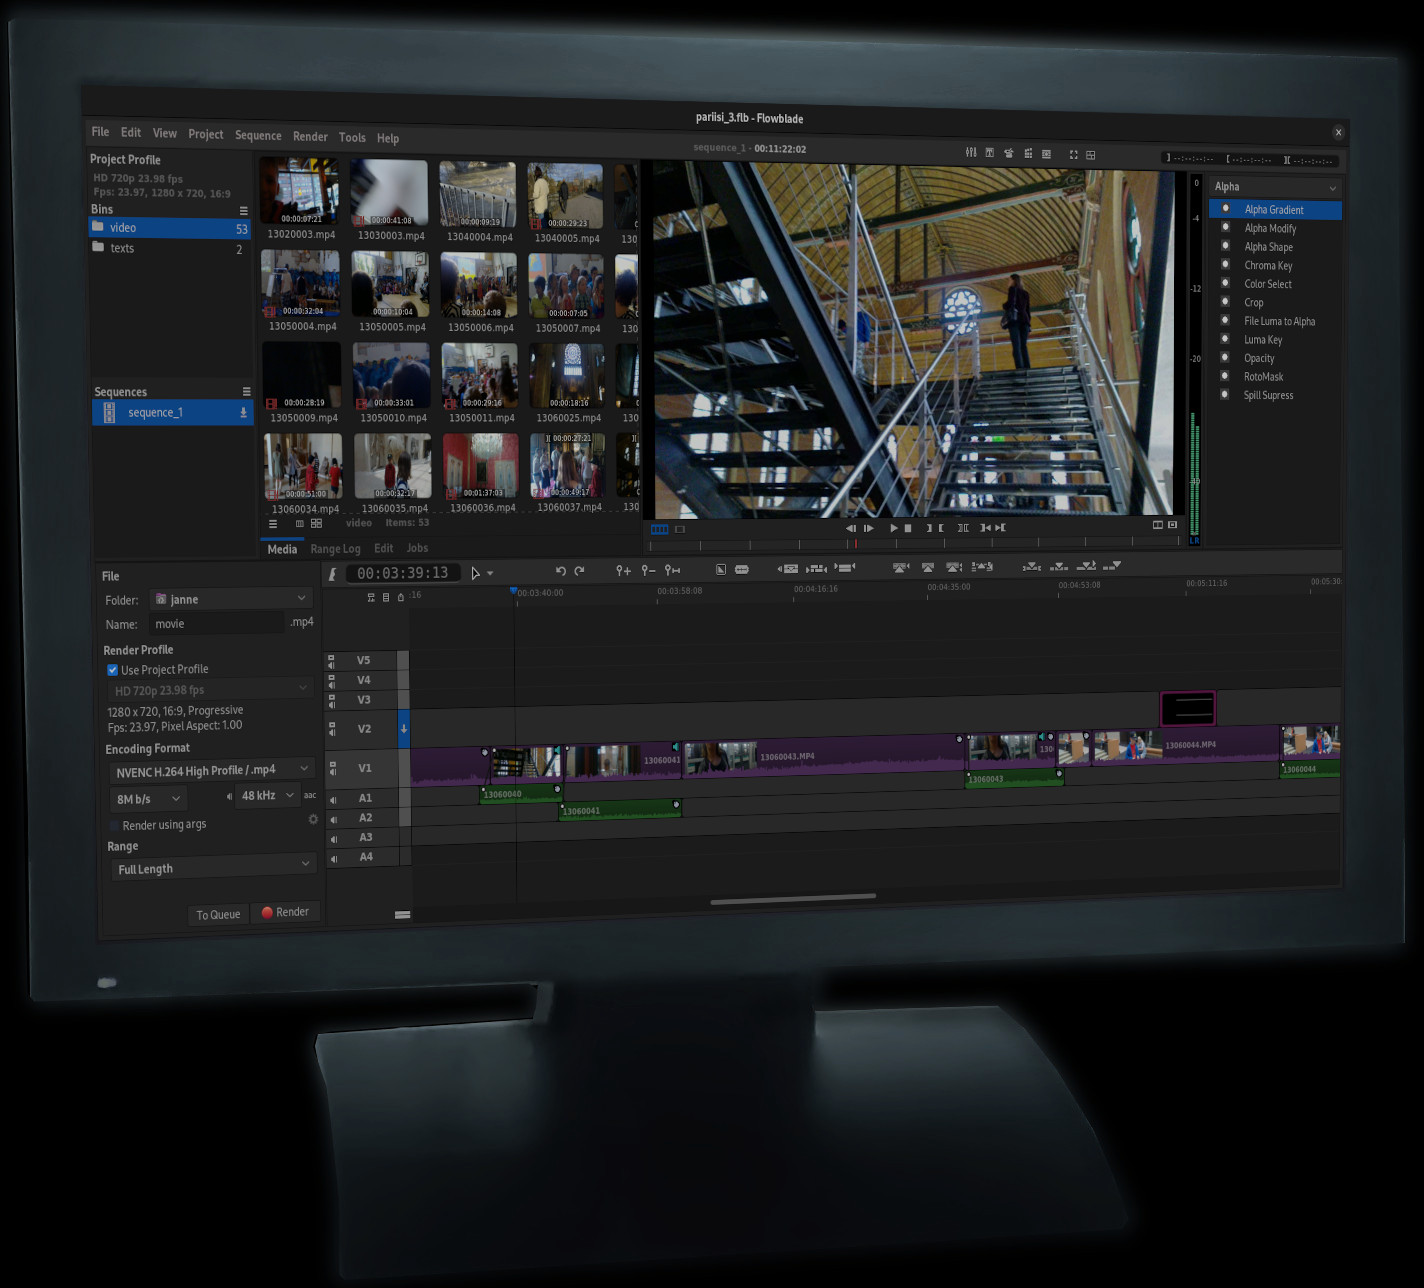 pariisi_3.flb - Flowblade
File Edit View Project Sequence Render Tools Help
sequence_1 - 00:11:22:02
Project Profile
HD 720p 23.98 fps
Fps: 23.97, 1280 x 720, 16:9
Bins
video 53
texts 2
Sequences
sequence_1
00:00:07:21 00:00:41:08 00:00:09:19 00:00:29:23
13020003.mp4 13030003.mp4 13040004.mp4 13040005.mp4 130
00:00:32:04 00:00:10:04 00:00:14:08 00:00:07:05
13050004.mp4 13050005.mp4 13050006.mp4 13050007.mp4 130
00:00:28:19 00:00:33:01 00:00:29:16 00:00:18:16
13050009.mp4 13050010.mp4 13050011.mp4 13060025.mp4 130
][ 00:00:27:21
00:00:51:00 00:00:32:17 00:01:37:03 00:00:49:17
13060034.mp4 13060035.mp4 13060036.mp4 13060037.mp4 130
video Items: 53
Media Range Log Edit Jobs
] --:--:--:-- [ --:--:--:-- ][ --:--:--:--
0
-4
-12
-20
L R
Alpha
Alpha Gradient
Alpha Modify
Alpha Shape
Chroma Key
Color Select
Crop
File Luma to Alpha
Luma Key
Opacity
RotoMask
Spill Supress
File
Folder: janne
Name: movie .mp4
Render Profile
Use Project Profile
HD 720p 23.98 fps
1280 x 720, 16:9, Progressive
Fps: 23.97, Pixel Aspect: 1.00
Encoding Format
NVENC H.264 High Profile / .mp4
8M b/s 48 kHz aac
Render using args
Range
Full Length
To Queue Render
00:03:39:13
:16 00:03:40:00 00:03:58:08 00:04:16:16 00:04:35:00 00:04:53:08 00:05:11:16 00:05:30
V5
V4
V3
V2
V1
13060041 13060043.MP4 130 13060044.MP4
A1
13060040 13060043 13060044
A2
13060041
A3
A4